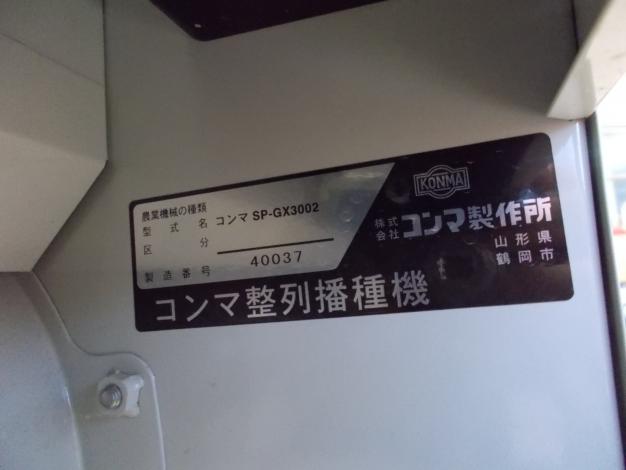 農業機械の種類
型式名 コンマ SP-GX3002
区分
製造番号 40037
コンマ整列播種機
KONMA
株式会社 コンマ製作所
山形県
鶴岡市